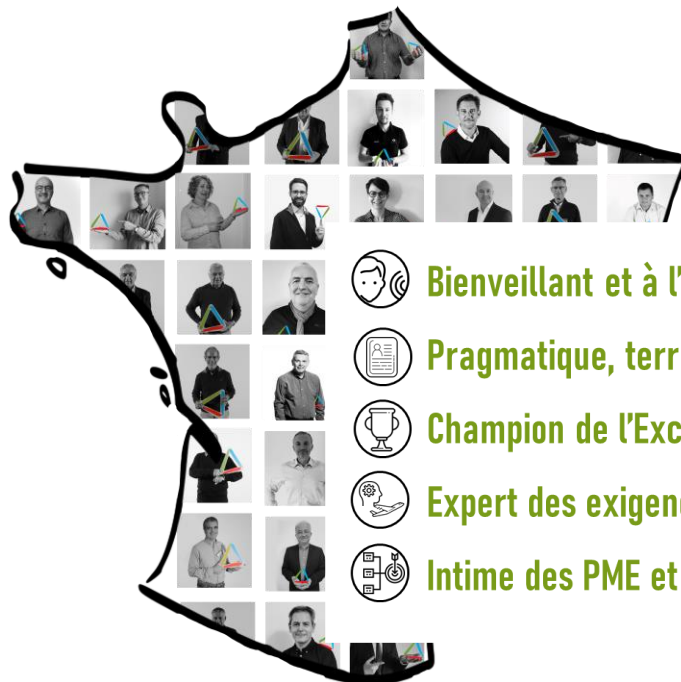 Bienveillant et à l'
Pragmatique, terr
Champion de l'Exc
Expert des exigen
Intime des PME et